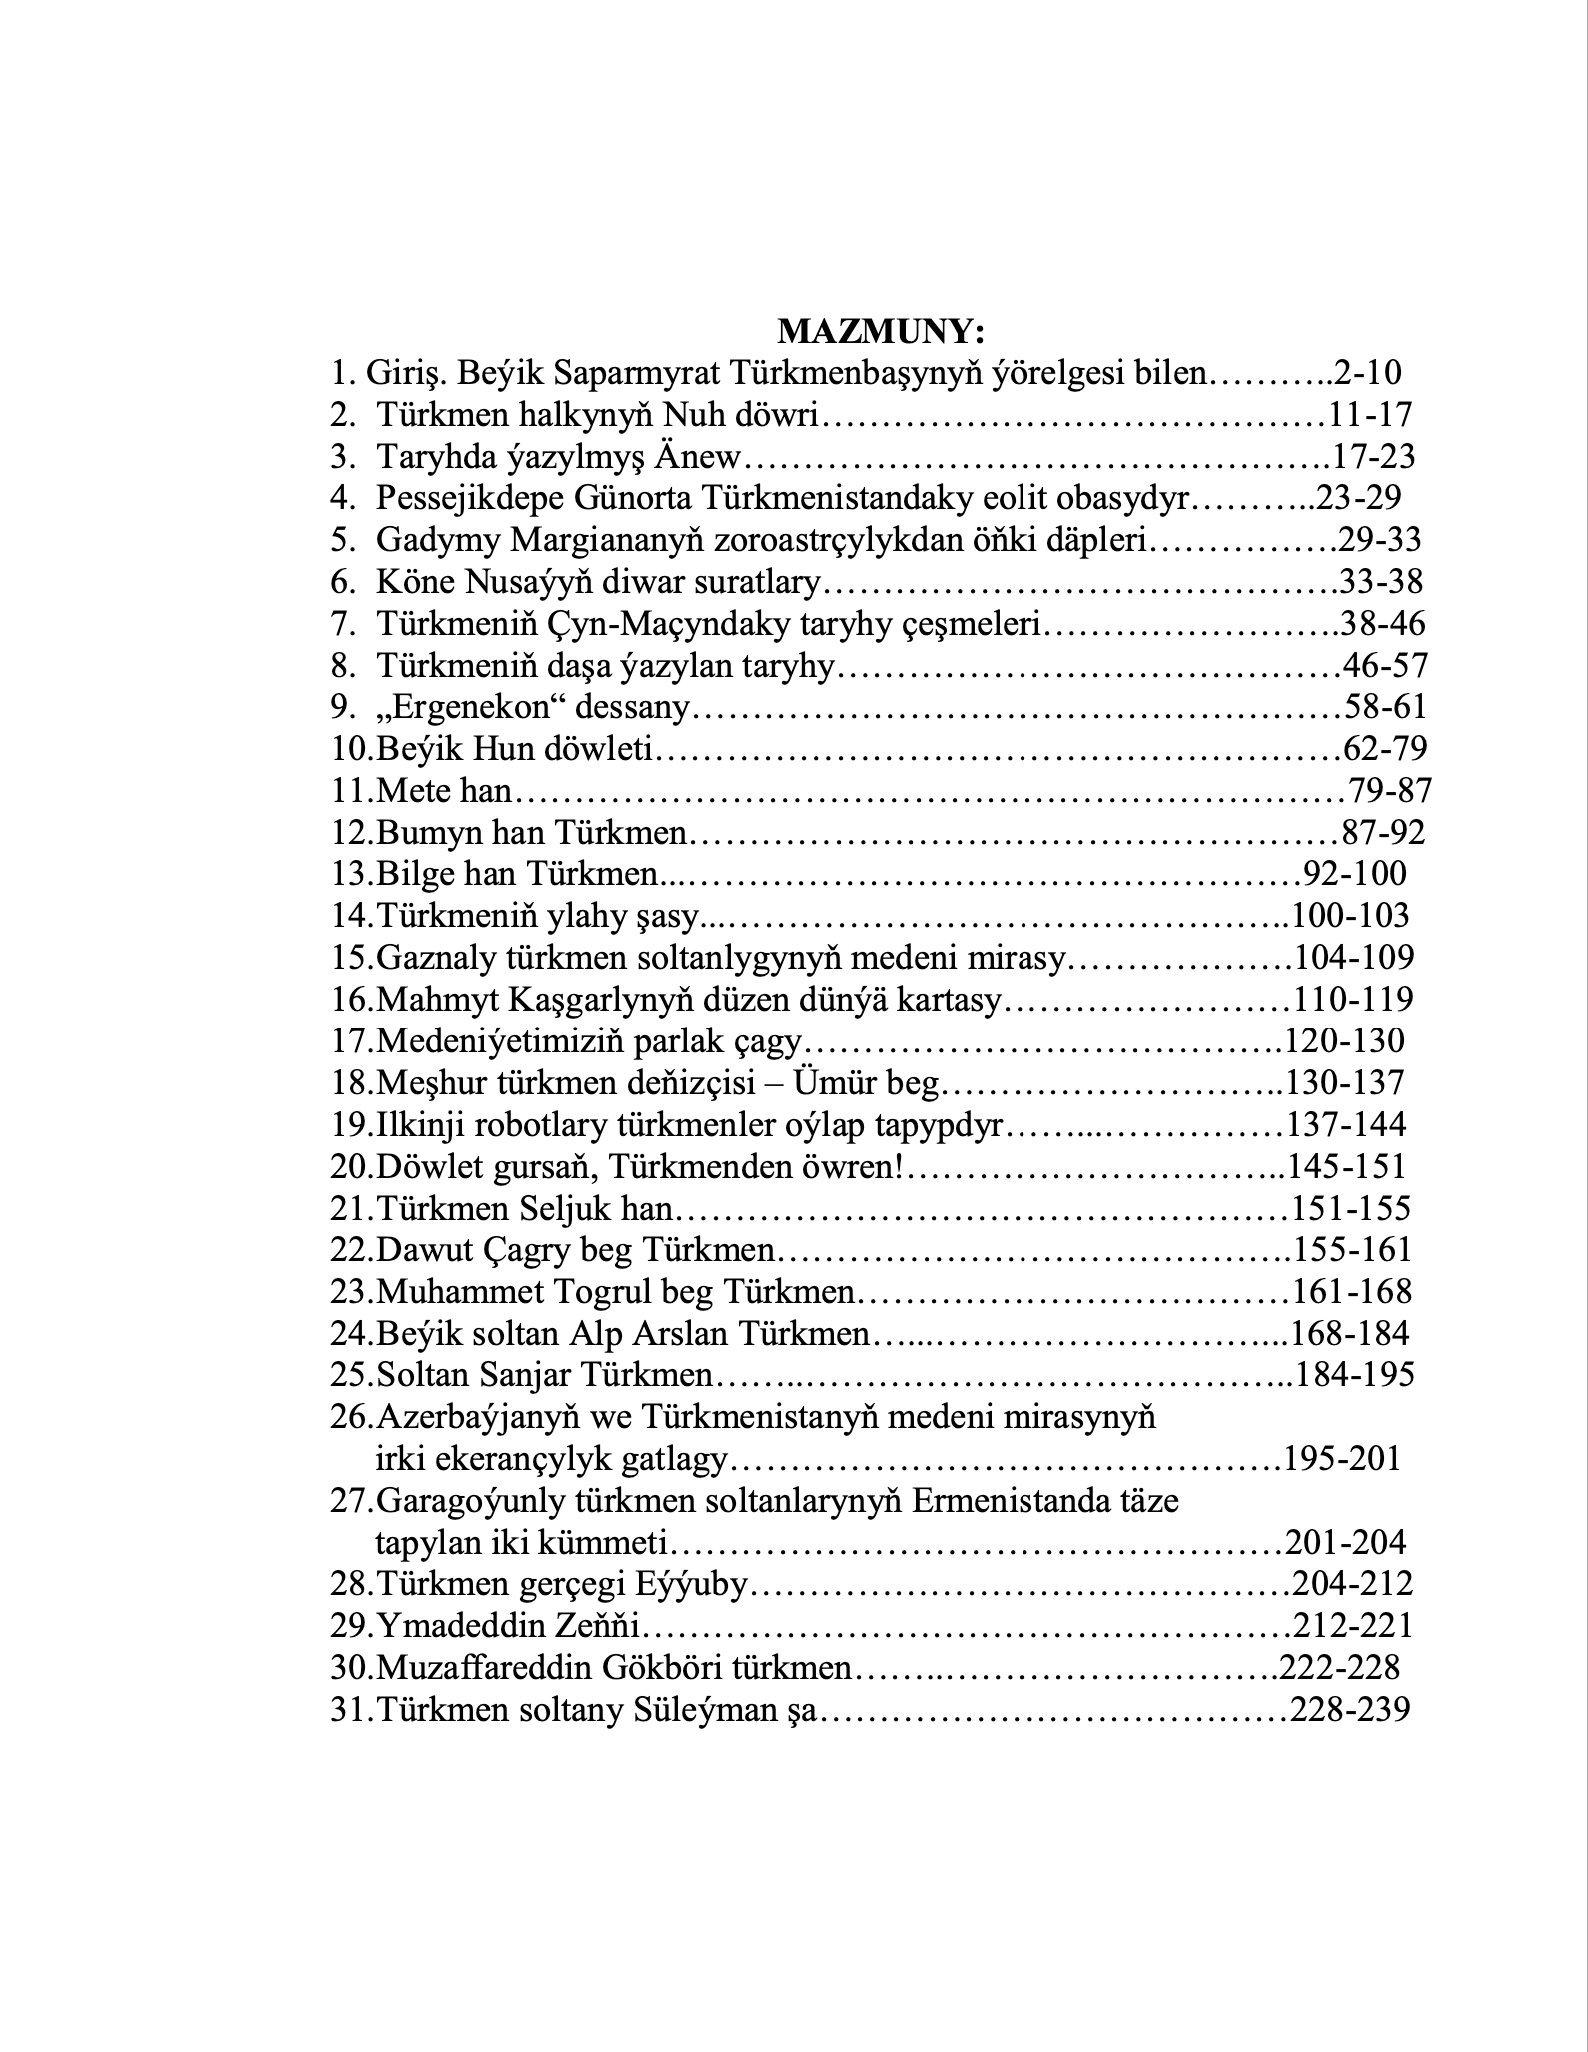 MAZMUNY:
1. Giriş. Beýik Saparmyrat Türkmenbaşynyň ýörelgesi bilen………..2-10
2. Türkmen halkynyň Nuh döwri……………………………………11-17
3. Taryhda ýazylmyş Änew………………………………………….17-23
4. Pessejikdepe Günorta Türkmenistandaky eolit obasydyr………..23-29
5. Gadymy Margiananyň zoroastrçylykdan öňki däpleri…………….29-33
6. Köne Nusaýyň diwar suratlary…………………………………….33-38
7. Türkmeniň Çyn-Maçyndaky taryhy çeşmeleri…………………….38-46
8. Türkmeniň daşa ýazylan taryhy……………………………………46-57
9. „Ergenekon“ dessany………………………………………………58-61
10.Beýik Hun döwleti…………………………………………………62-79
11.Mete han……………………………………………………………79-87
12.Bumyn han Türkmen………………………………………………87-92
13.Bilge han Türkmen...……………………………………………92-100
14.Türkmeniň ylahy şasy...………………………………………..100-103
15.Gaznaly türkmen soltanlygynyň medeni mirasy…………………104-109
16.Mahmyt Kaşgarlynyň düzen dünýä kartasy……………………110-119
17.Medeniýetimiziň parlak çagy………………………………….120-130
18.Meşhur türkmen deňizçisi – Ümür beg………………………..130-137
19.Ilkinji robotlary türkmenler oýlap tapypdyr……...……………137-144
20.Döwlet gursaň, Türkmenden öwren!…………………………..145-151
21.Türkmen Seljuk han……………………………………………151-155
22.Dawut Çagry beg Türkmen…………………………………….155-161
23.Muhammet Togrul beg Türkmen………………………………161-168
24.Beýik soltan Alp Arslan Türkmen…...………………………...168-184
25.Soltan Sanjar Türkmen……..…………………………………..184-195
26.Azerbaýjanyň we Türkmenistanyň medeni mirasynyň
irki ekerançylyk gatlagy……………………………………….195-201
27.Garagoýunly türkmen soltanlarynyň Ermenistanda täze
tapylan iki kümmeti……………………………………………201-204
28.Türkmen gerçegi Eýýuby………………………………………204-212
29.Ymadeddin Zeňňi………………………………………………212-221
30.Muzaffareddin Gökböri türkmen……..……………………….222-228
31.Türkmen soltany Süleýman şa…………………………………228-239